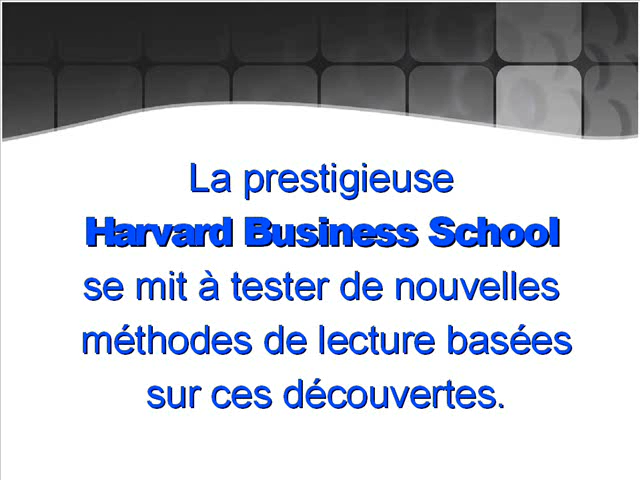 La prestigieuse
Harvard Business School
se mit à tester de nouvelles
méthodes de lecture basées
sur ces découvertes.